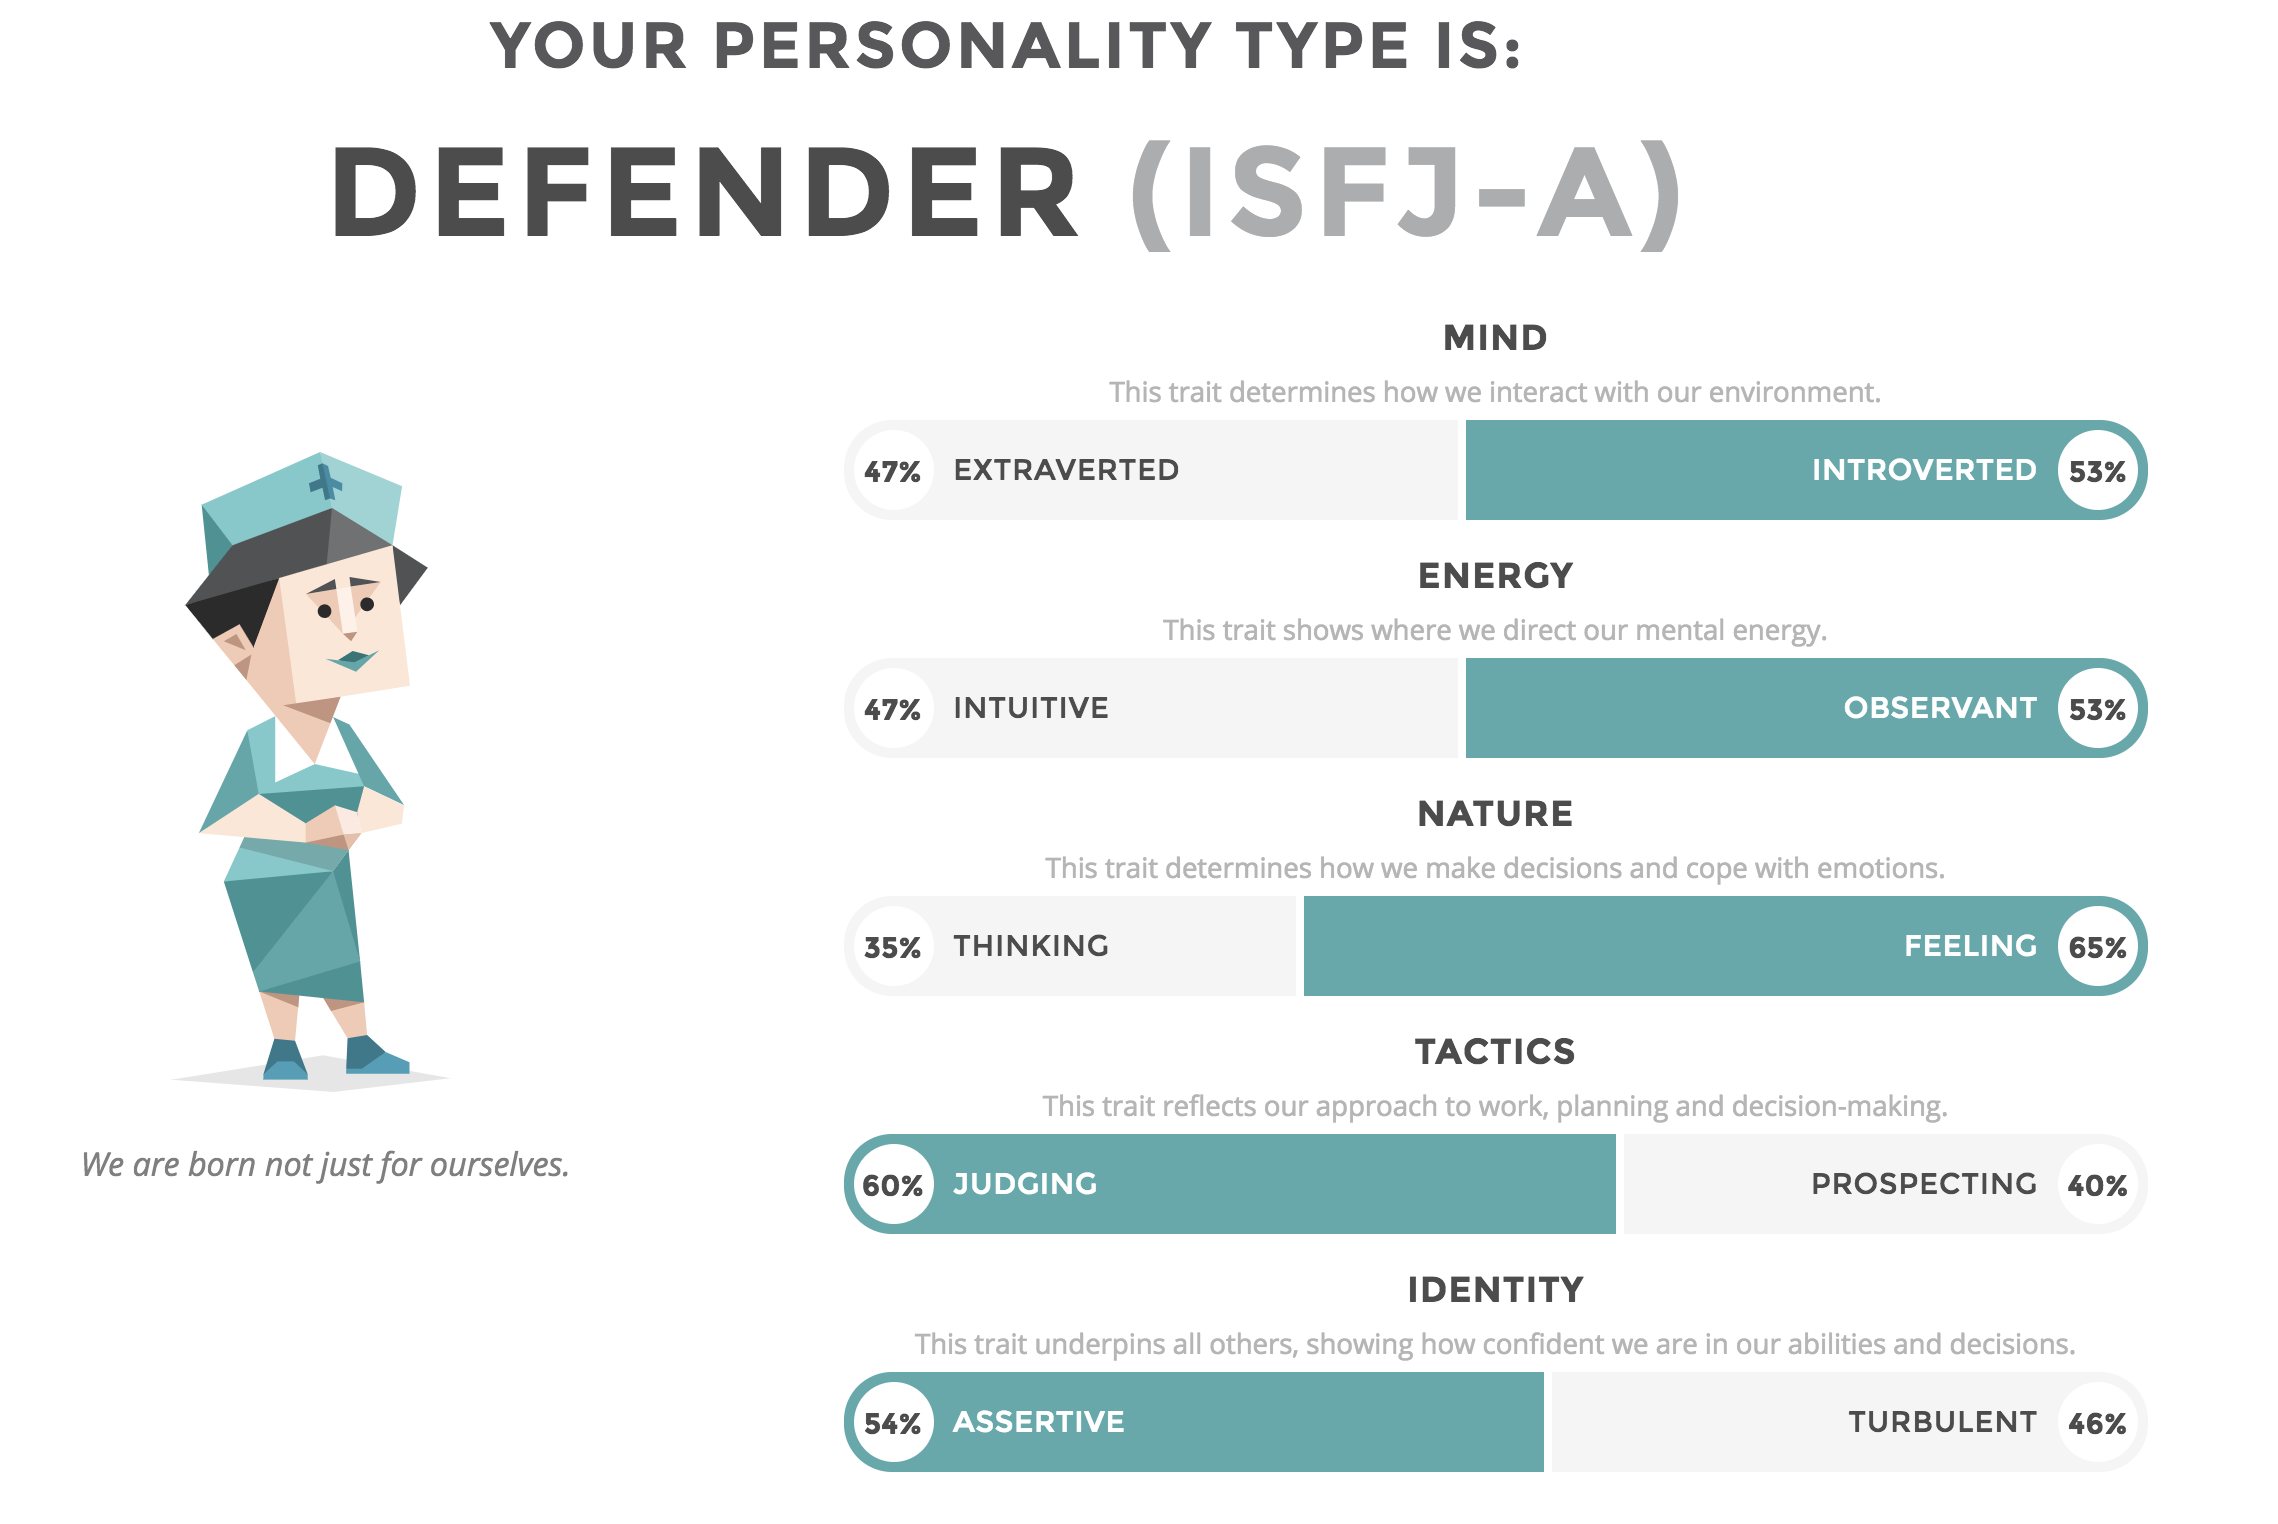 YOUR PERSONALITY TYPE IS:
DEFENDER (ISFJ-A)
MIND
This trait determines how we interact with our environment.
47% EXTRAVERTED INTROVERTED 53%
ENERGY
This trait shows where we direct our mental energy.
47% INTUITIVE OBSERVANT 53%
NATURE
This trait determines how we make decisions and cope with emotions.
35% THINKING FEELING 65%
TACTICS
This trait reflects our approach to work, planning and decision-making.
60% JUDGING PROSPECTING 40%
IDENTITY
This trait underpins all others, showing how confident we are in our abilities and decisions.
54% ASSERTIVE TURBULENT 46%
We are born not just for ourselves.